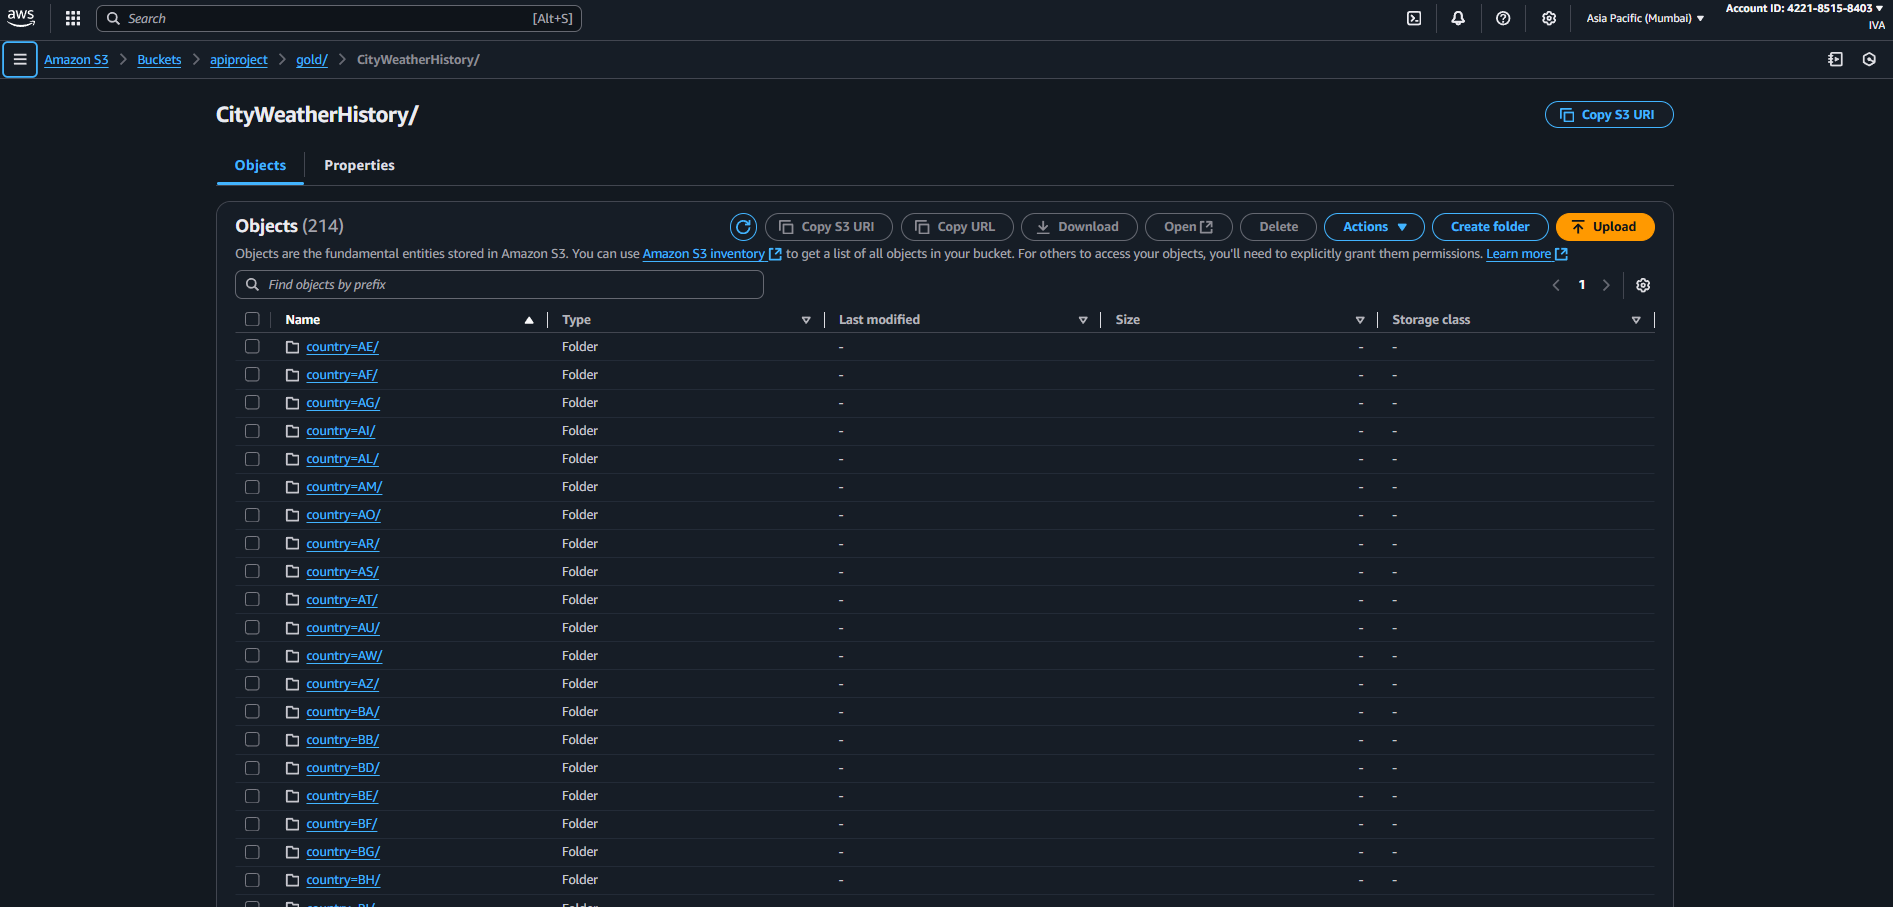 aws Search [Alt+S] Asia Pacific (Mumbai) Account ID: 4221-8515-8403
IVA
Amazon S3 Buckets apiproject gold/ CityWeatherHistory/
CityWeatherHistory/ Copy S3 URI
Objects Properties
Objects (214) Copy S3 URI Copy URL Download Open Delete Actions Create folder Upload
Objects are the fundamental entities stored in Amazon S3. You can use Amazon S3 inventory to get a list of all objects in your bucket. For others to access your objects, you'll need to explicitly grant them permissions. Learn more
Find objects by prefix 1
Name Type Last modified Size Storage class
country=AE/ Folder - - -
country=AF/ Folder - - -
country=AG/ Folder - - -
country=AI/ Folder - - -
country=AL/ Folder - - -
country=AM/ Folder - - -
country=AO/ Folder - - -
country=AR/ Folder - - -
country=AS/ Folder - - -
country=AT/ Folder - - -
country=AU/ Folder - - -
country=AW/ Folder - - -
country=AZ/ Folder - - -
country=BA/ Folder - - -
country=BB/ Folder - - -
country=BD/ Folder - - -
country=BE/ Folder - - -
country=BF/ Folder - - -
country=BG/ Folder - - -
country=BH/ Folder - - -